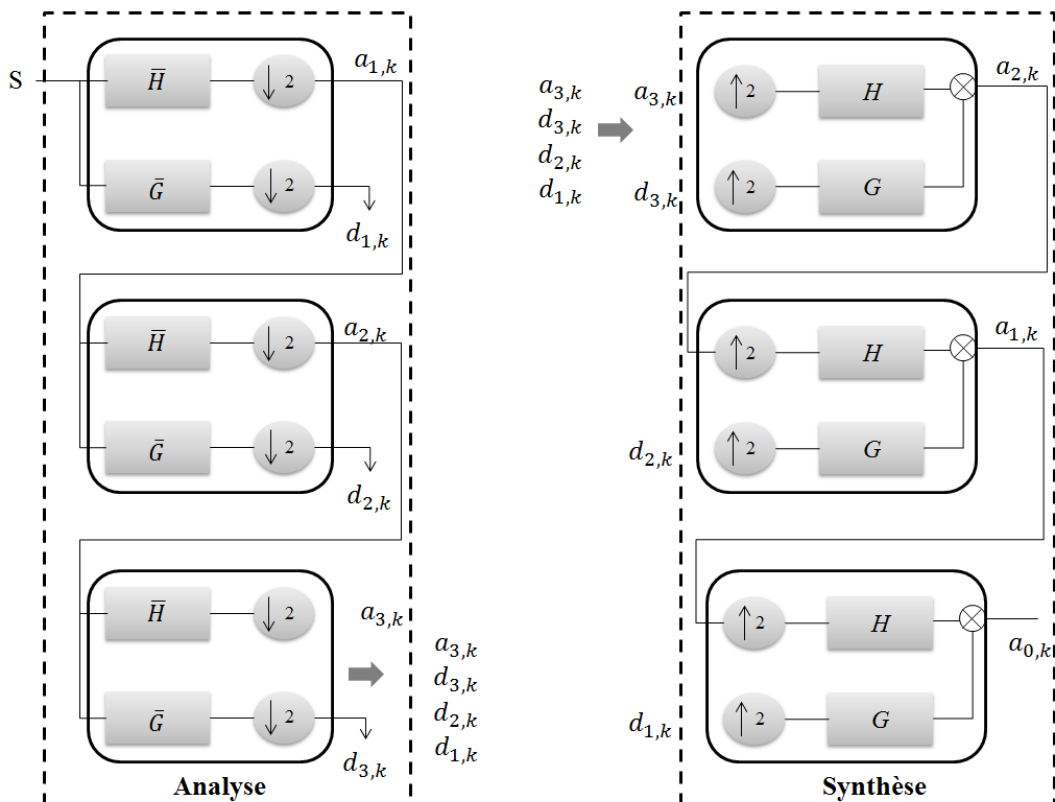 S
H̅
↓ 2
a₁,ₖ
G̅
↓ 2
d₁,ₖ
H̅
↓ 2
a₂,ₖ
G̅
↓ 2
d₂,ₖ
H̅
↓ 2
a₃,ₖ
G̅
↓ 2
d₃,ₖ
a₃,ₖ
d₃,ₖ
d₂,ₖ
d₁,ₖ
Analyse
a₃,ₖ
d₃,ₖ
d₂,ₖ
d₁,ₖ
a₃,ₖ
↑ 2
H
a₂,ₖ
d₃,ₖ
↑ 2
G
↑ 2
H
a₁,ₖ
d₂,ₖ
↑ 2
G
↑ 2
H
a₀,ₖ
d₁,ₖ
↑ 2
G
Synthèse